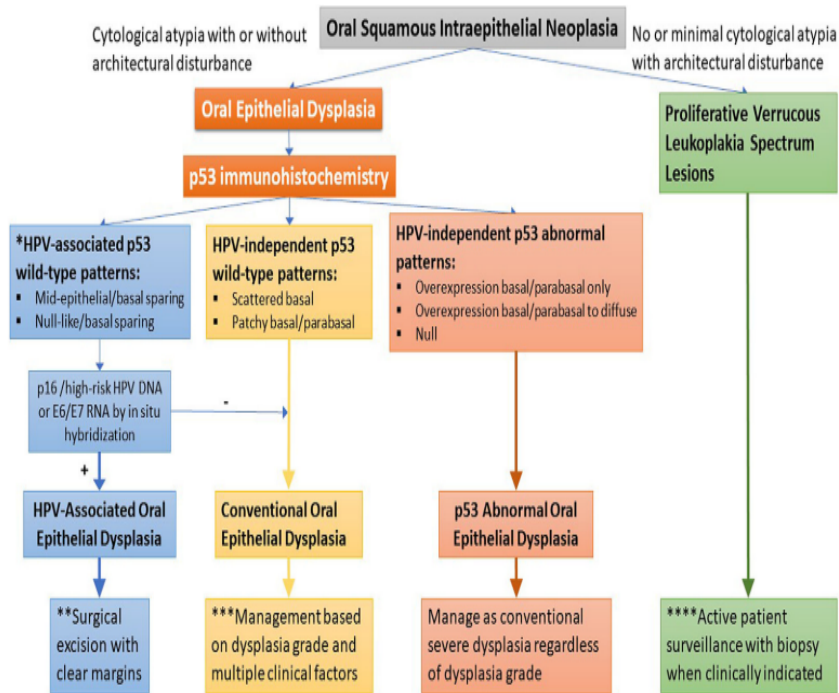 Oral Squamous Intraepithelial Neoplasia
Cytological atypia with or without
architectural disturbance
No or minimal cytological atypia
with architectural disturbance
Oral Epithelial Dysplasia
Proliferative Verrucous
Leukoplakia Spectrum
Lesions
p53 immunohistochemistry
*HPV-associated p53
wild-type patterns:
▪ Mid-epithelial/basal sparing
▪ Null-like/basal sparing
HPV-independent p53
wild-type patterns:
▪ Scattered basal
▪ Patchy basal/parabasal
HPV-independent p53 abnormal
patterns:
▪ Overexpression basal/parabasal only
▪ Overexpression basal/parabasal to diffuse
▪ Null
p16 /high-risk HPV DNA
or E6/E7 RNA by in situ
hybridization
-
+
HPV-Associated Oral
Epithelial Dysplasia
Conventional Oral
Epithelial Dysplasia
p53 Abnormal Oral
Epithelial Dysplasia
**Surgical
excision with
clear margins
***Management based
on dysplasia grade and
multiple clinical factors
Manage as conventional
severe dysplasia regardless
of dysplasia grade
****Active patient
surveillance with biopsy
when clinically indicated